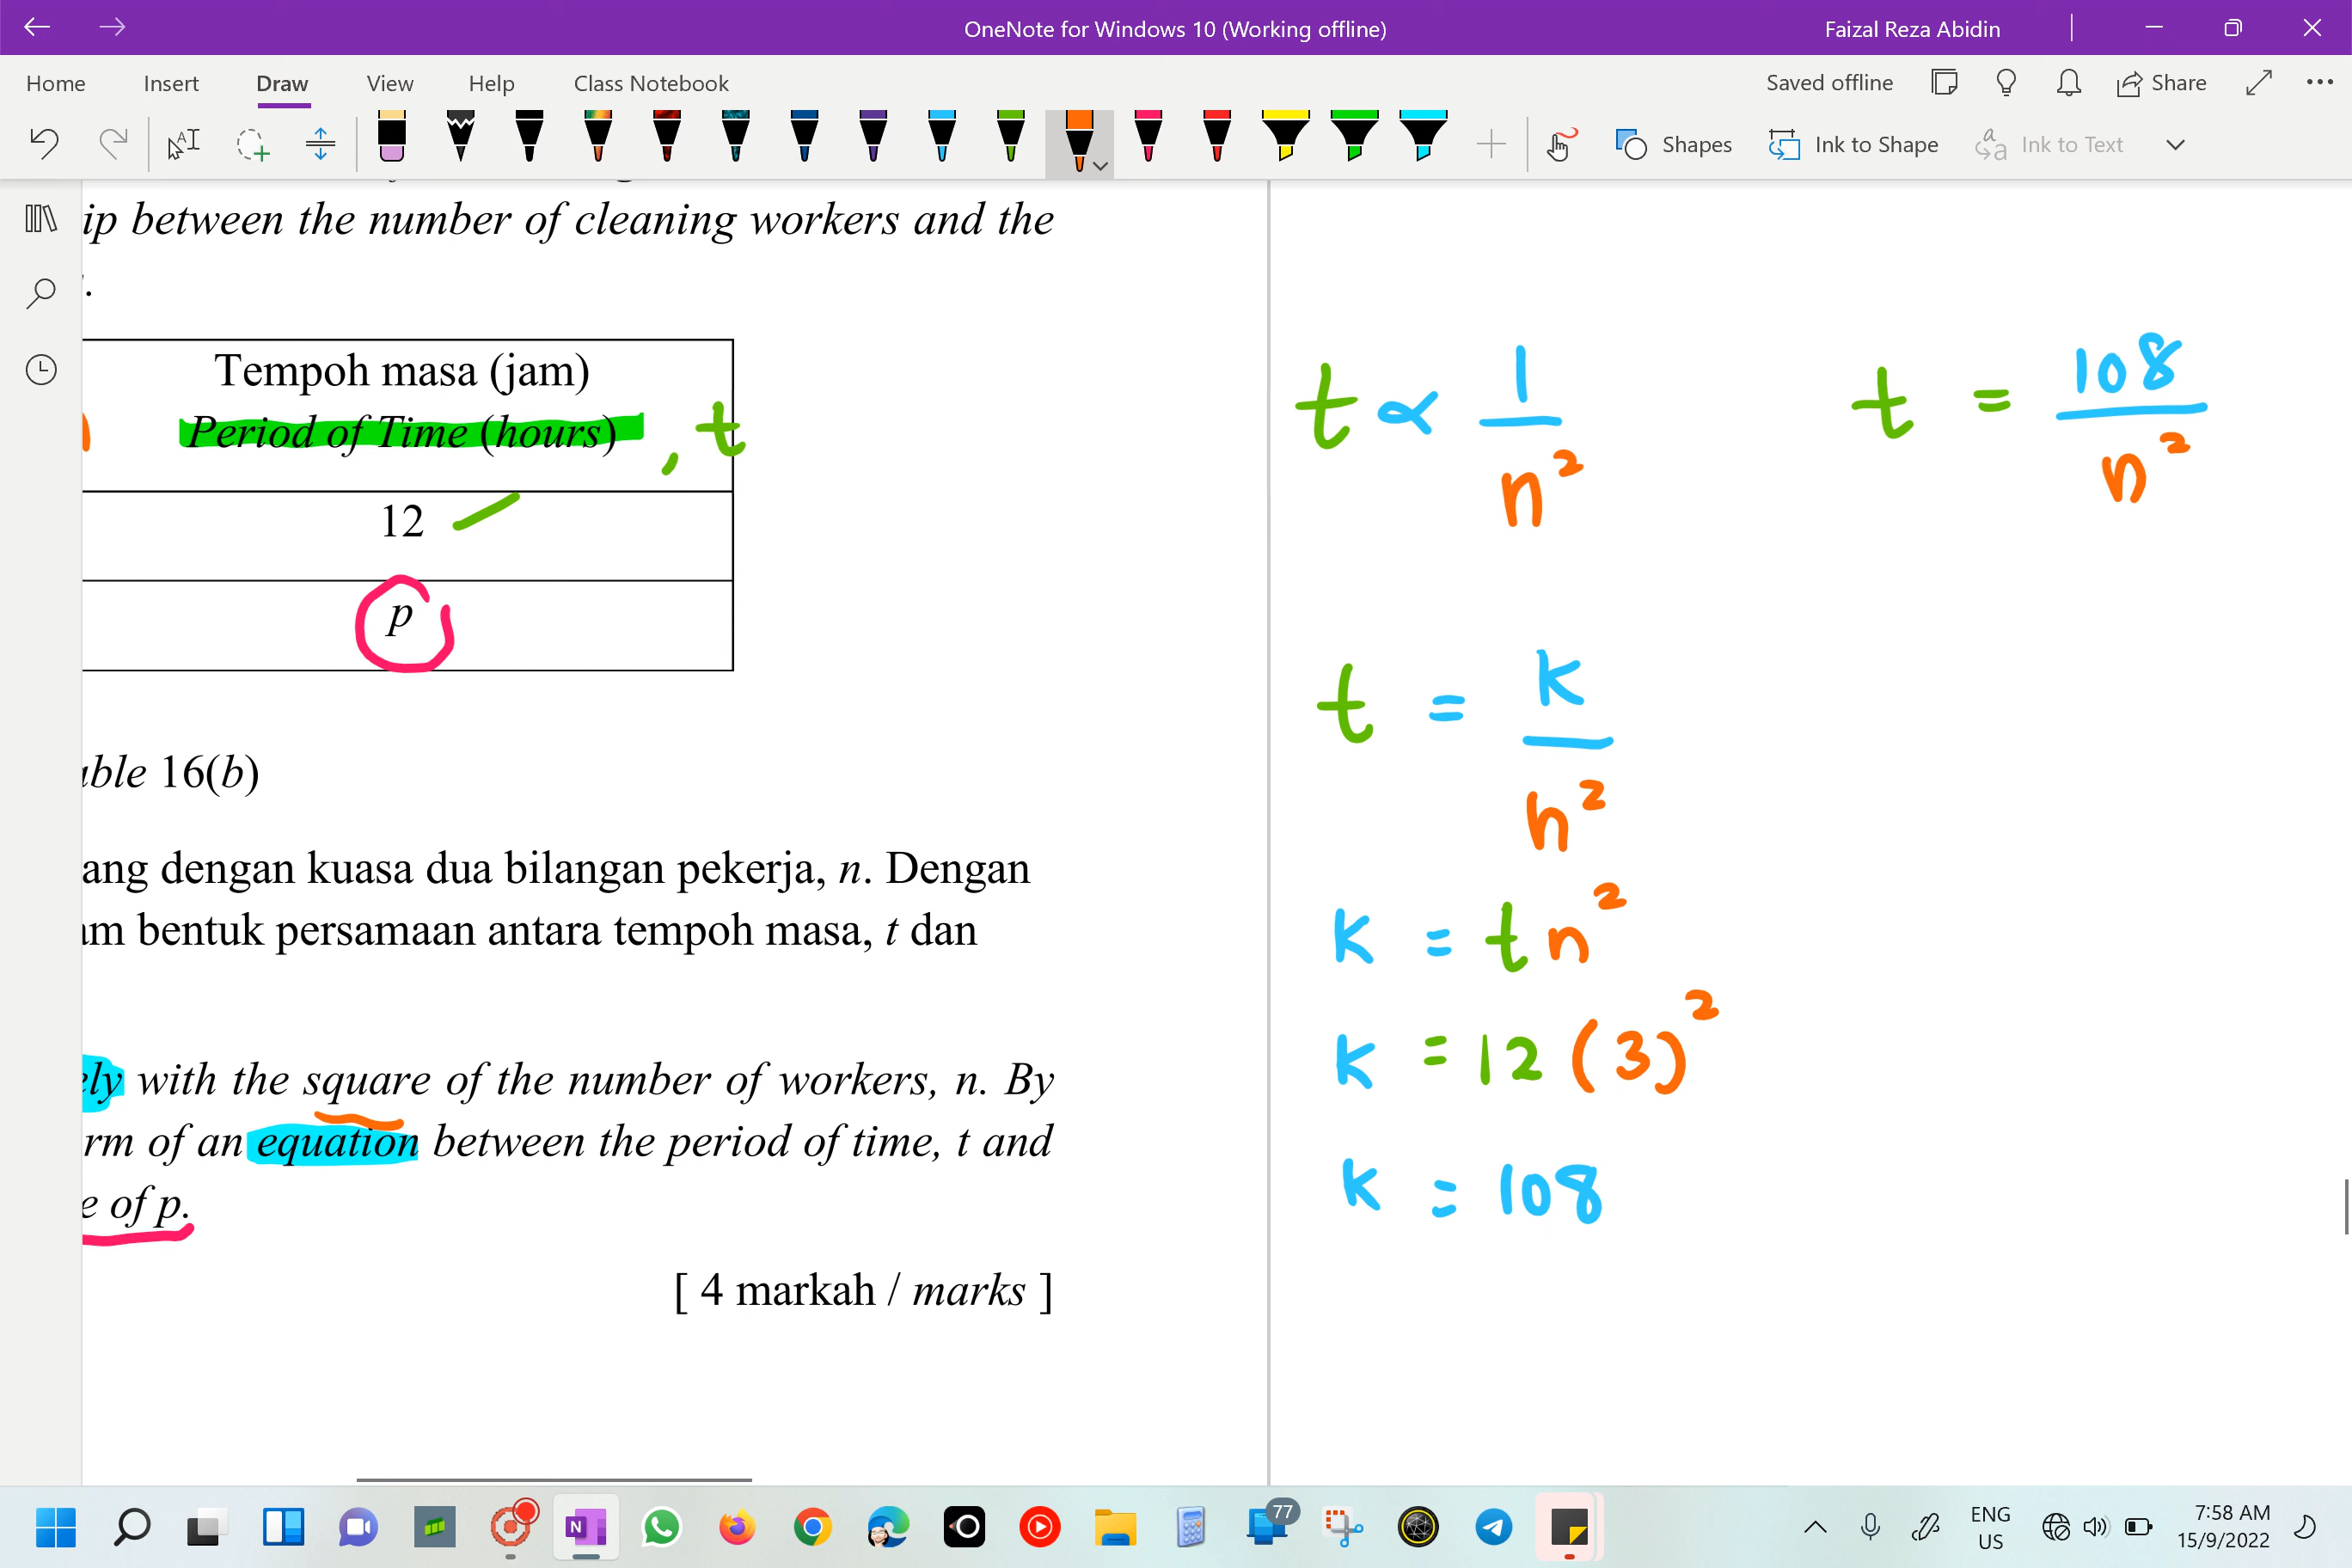 OneNote for Windows 10 (Working offline)
Faizal Reza Abidin
Home Insert Draw View Help Class Notebook
Saved offline Share
Shapes Ink to Shape Ink to Text
ip between the number of cleaning workers and the
.
Tempoh masa (jam)
Period of Time (hours) , t
12
p
able 16(b)
ang dengan kuasa dua bilangan pekerja, n. Dengan
am bentuk persamaan antara tempoh masa, t dan
ely with the square of the number of workers, n. By
rm of an equation between the period of time, t and
e of p.
[ 4 markah / marks ]
t ∝ 1/n²
t = k/n²
k = tn²
k = 12(3)²
k = 108
t = 108/n²
77
ENG
US
7:58 AM
15/9/2022